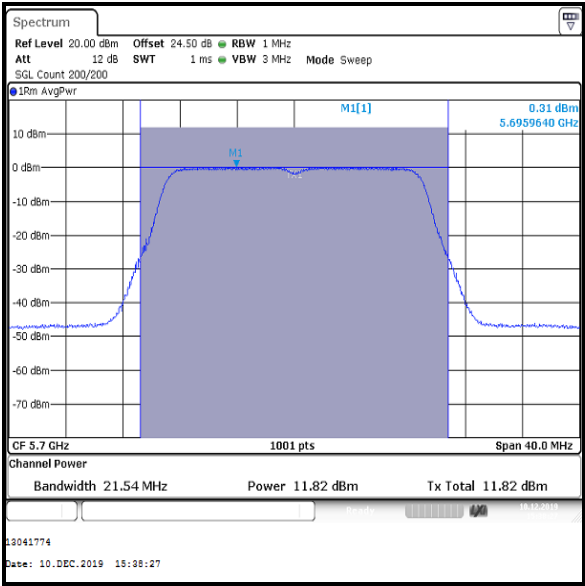 Spectrum
Ref Level 20.00 dBm Offset 24.50 dB RBW 1 MHz
Att 12 dB SWT 1 ms VBW 3 MHz Mode Sweep
SGL Count 200/200
1Rm AvgPwr
M1[1] 0.31 dBm
5.6959640 GHz
10 dBm
M1
0 dBm
-10 dBm
-20 dBm
-30 dBm
-40 dBm
-50 dBm
-60 dBm
-70 dBm
CF 5.7 GHz 1001 pts Span 40.0 MHz
Channel Power
Bandwidth 21.54 MHz Power 11.82 dBm Tx Total 11.82 dBm
Ready 10.12.2019
13041774
Date: 10.DEC.2019 15:38:27